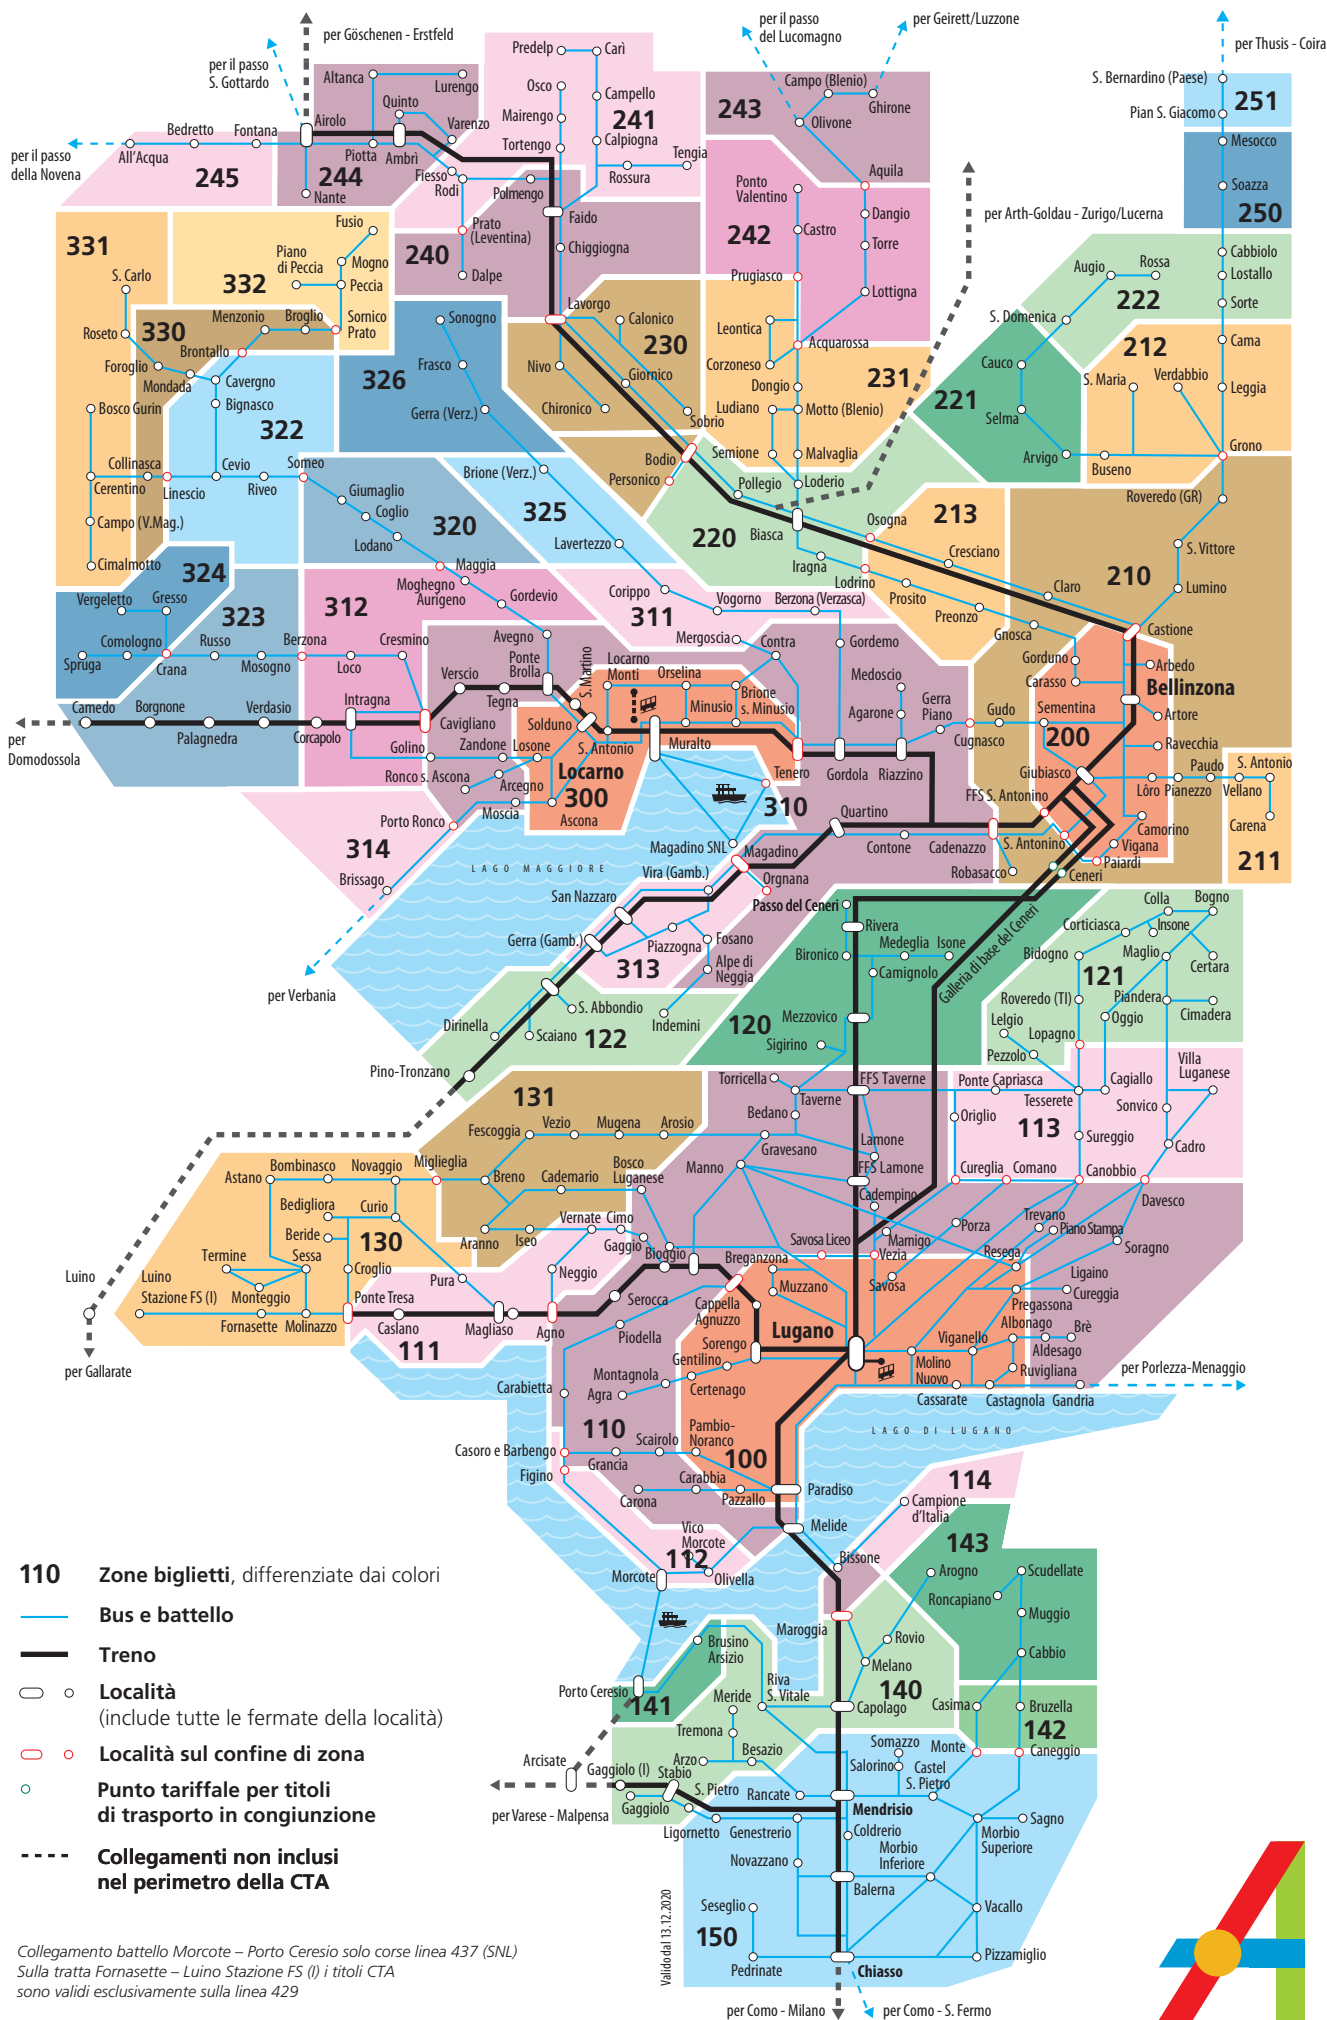 per Göschenen - Erstfeld
per il passo
S. Gottardo
per il passo
della Novena
per il passo
del Lucomagno
per Geirett/Luzzone
per Thusis - Coira
per Arth-Goldau - Zurigo/Lucerna
Predelp
Carì
Altanca
Lurengo
Osco
Campello
Campo (Blenio)
Ghirone
S. Bernardino (Paese)
251
Quinto
Mairengo
241
243
Olivone
Pian S. Giacomo
Airolo
Varenzo
Bedretto
Fontana
Tortengo
Calpiogna
Mesocco
All'Acqua
Piotta
Ambrì
Tengia
Rossura
245
244
Fiesso
Rodi
Polmengo
Aquila
Ponto
Valentino
Soazza
250
Nante
Faido
Dangio
Fusio
Prato
(Leventina)
242
Castro
331
Piano
di Peccia
Mogno
240
Chiggiogna
Torre
Cabbiolo
Augio
Rossa
222
Lostallo
S. Carlo
332
Peccia
Dalpe
Prugiasco
Lottigna
Sorte
330
Menzonio
Broglio
Sornico
Prato
Sonogno
Lavorgo
Calonico
230
Leontica
S. Domenica
Roseto
Brontallo
Acquarossa
Cama
212
Foroglio
Mondada
Cavergno
326
Frasco
Nivo
Giornico
Corzoneso
Dongio
231
Cauco
221
S. Maria
Verdabbio
Leggia
Bosco Gurin
Bignasco
Gerra (Verz.)
Chironico
Sobrio
Ludiano
Motto (Blenio)
Selma
322
Grono
Collinasca
Cevio
Someo
Brione (Verz.)
Bodio
Semione
Malvaglia
Arvigo
Buseno
Cerentino
Linescio
Riveo
Personico
Pollegio
Loderio
Roveredo (GR)
Giumaglio
325
Campo (V.Mag.)
Coglio
320
220
Biasca
Osogna
213
Lodano
Lavertezzo
Cresciano
S. Vittore
Cimalmotto
324
Maggia
Iragna
210
Vergeletto
Gresso
312
Moghegno
Aurigeno
Corippo
Lodrino
Claro
Lumino
323
Gordevio
311
Vogorno
Berzona (Verzasca)
Prosito
Preonzo
Comologno
Russo
Berzona
Cresmino
Avegno
Mergoscia
Contra
Gordemo
Gnosca
Castione
Spruga
Crana
Mosogno
Loco
Ponte
Brolla
S. Martino
Locarno
Monti
Orselina
Gorduno
Arbedo
Verscio
Medoscio
Carasso
Bellinzona
Intragna
Tegna
Brione
s. Minusio
Camedo
Borgnone
Verdasio
Minusio
Agarone
Gerra
Piano
Gudo
Sementina
Artore
Cavigliano
Solduno
per
Domodossola
Palagnedra
Corcapolo
Zandone
Losone
S. Antonio
Muralto
200
Cugnasco
Ravecchia
Golino
Locarno
Tenero
Gordola
Riazzino
Giubiasco
Paudo
S. Antonio
Ronco s. Ascona
Arcegno
300
310
FFS S. Antonino
Lôro
Pianezzo
Vellano
Porto Ronco
Moscia
Ascona
Quartino
Camorino
Carena
314
Magadino SNL
Magadino
Contone
Cadenazzo
S. Antonino
Vigana
211
Paiardi
LAGO MAGGIORE
Vira (Gamb.)
Orgnana
Robasacco
Ceneri
Brissago
San Nazzaro
Passo del Ceneri
Rivera
Colla
Bogno
Gerra (Gamb.)
Piazzogna
Fosano
Corticiasca
Insone
Bironico
Medeglia
Isone
Bidogno
Maglio
Certara
per Verbania
313
Alpe di
Neggia
Camignolo
Galleria di base del Ceneri
121
S. Abbondio
Roveredo (TI)
Piandera
Cimadera
Dirinella
Scaiano
122
Indemini
120
Mezzovico
Lelgio
Lopagno
Oggio
Sigirino
Pezzolo
Villa
Luganese
Pino-Tronzano
Torricella
FFS Taverne
Ponte Capriasca
Cagiallo
131
Taverne
Tesserete
Sonvico
Bedano
Origlio
Fescoggia
Vezio
Mugena
Arosio
Lamone
113
Sureggio
Cadro
Gravesano
Bombinasco
Novaggio
Miglieglia
Bosco
Luganese
Manno
FFS Lamone
Cureglia
Comano
Canobbio
Astano
Breno
Cademario
Cadempino
Davesco
Bedigliora
Curio
Vernate
Cimo
Porza
Trevano
Piano Stampa
Beride
130
Aranno
Iseo
Gaggio
Savosa Liceo
Marnigo
Soragno
Termine
Sessa
Bioggio
Breganzona
Vezia
Resega
Ligaino
Luino
Luino
Stazione FS (I)
Croglio
Pura
Neggio
Muzzano
Savosa
Cureggia
Monteggio
Ponte Tresa
Serocca
Cappella
Agnuzzo
Pregassona
Fornasette
Molinazzo
Caslano
Magliaso
Agno
Lugano
Albonago
Brè
111
Piodella
Sorengo
Viganello
Aldesago
per Gallarate
Gentilino
Molino
Nuovo
Ruvigliana
per Porlezza-Menaggio
Carabietta
Montagnola
Certenago
Agra
Cassarate
Castagnola
Gandria
110
Pambio-
Noranco
LAGO DI LUGANO
Casoro e Barbengo
Scairolo
100
Grancia
Figino
Carabbia
Paradiso
114
Carona
Pazzallo
Campione
d'Italia
Vico
Morcote
Melide
143
112
Bissone
Arogno
Scudellate
Morcote
Olivella
Roncapiano
Muggio
Maroggia
Brusino
Arsizio
Rovio
Cabbio
Melano
Riva
S. Vitale
140
Porto Ceresio
141
Meride
Capolago
Casima
Bruzella
142
Tremona
Somazzo
Monte
Caneggio
Arcisate
Arzo
Besazio
Salorino
Castel
S. Pietro
Gaggiolo (I)
Stabio
S. Pietro
Rancate
Mendrisio
per Varese - Malpensa
Gaggiolo
Sagno
Ligornetto
Genestrerio
Coldrerio
Morbio
Superiore
Morbio
Inferiore
Novazzano
Balerna
Seseglio
Vacallo
150
Pedrinate
Chiasso
Pizzamiglio
per Como - Milano
per Como - S. Fermo
Valido dal 13.12.2020
110 Zone biglietti, differenziate dai colori
Bus e battello
Treno
Località
(include tutte le fermate della località)
Località sul confine di zona
Punto tariffale per titoli
di trasporto in congiunzione
Collegamenti non inclusi
nel perimetro della CTA
Collegamento battello Morcote – Porto Ceresio solo corse linea 437 (SNL)
Sulla tratta Fornasette – Luino Stazione FS (I) i titoli CTA
sono validi esclusivamente sulla linea 429